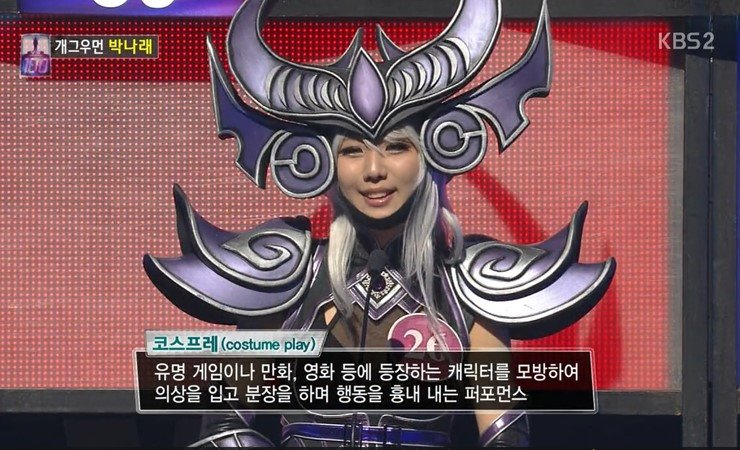 개그우먼 박나래
100
KBS2
26
코스프레(costume play)
유명 게임이나 만화, 영화 등에 등장하는 캐릭터를 모방하여
의상을 입고 분장을 하며 행동을 흉내 내는 퍼포먼스